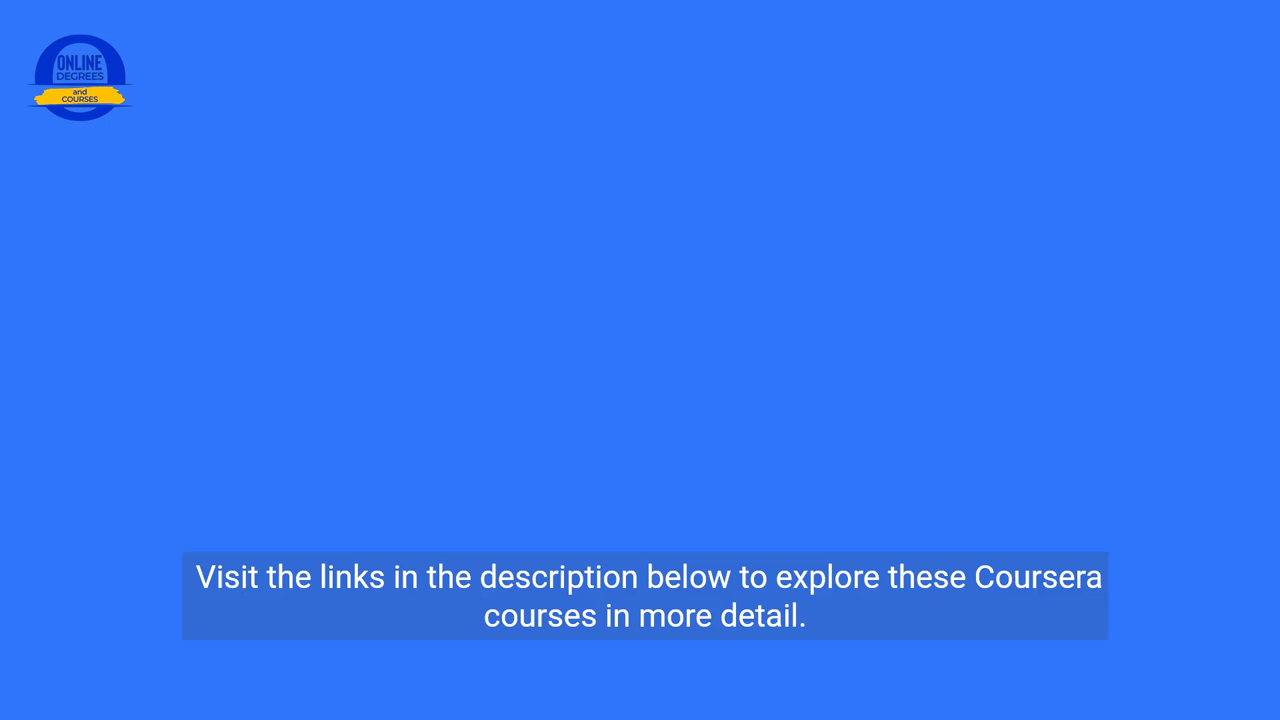 ONLINE
DEGREES
and
COURSES
Visit the links in the description below to explore these Coursera
courses in more detail.